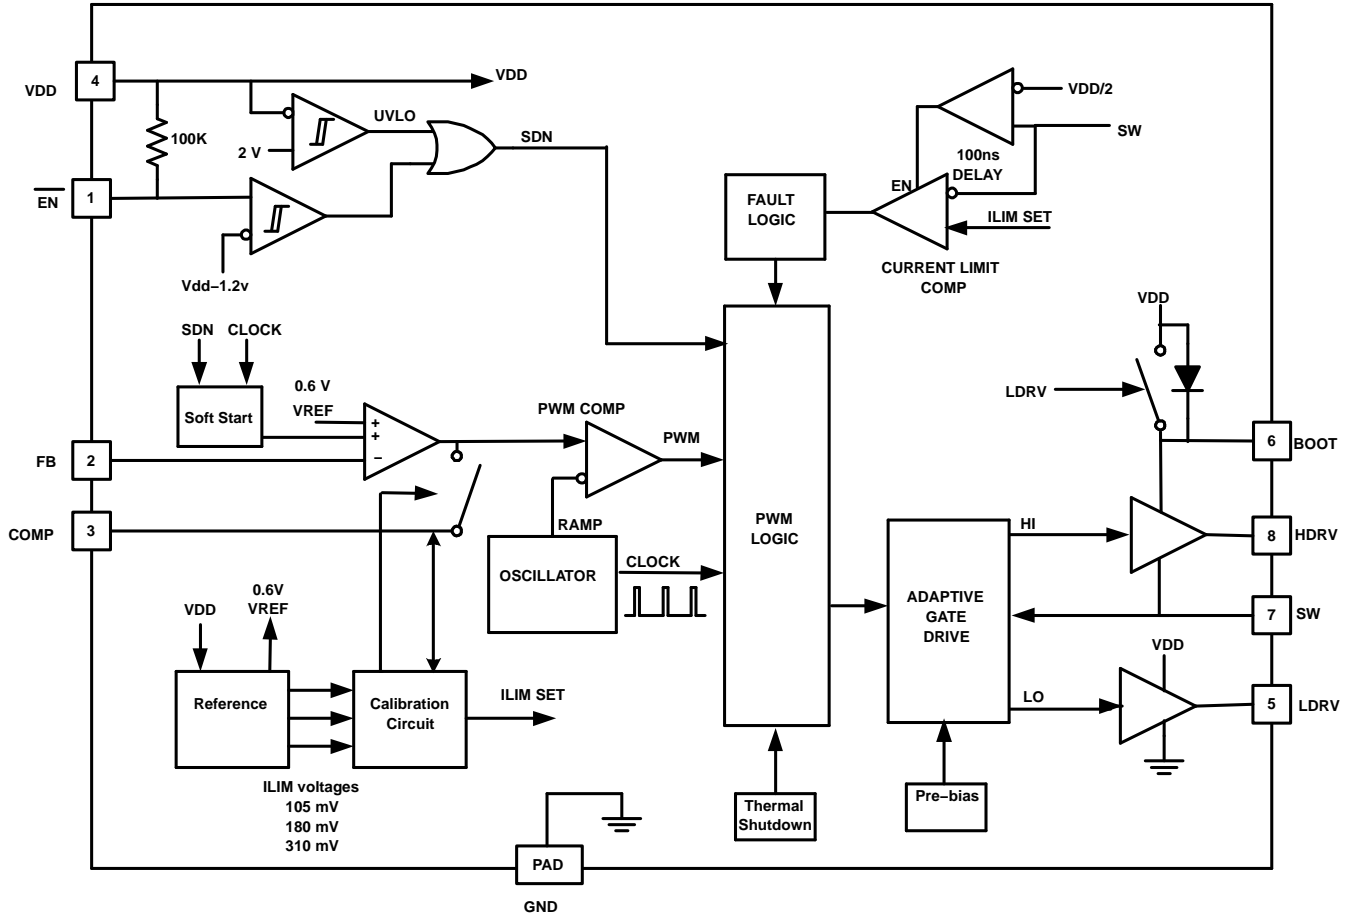 4
VDD
VDD
100K
UVLO
2 V
SDN
1
EN
Vdd−1.2v
VDD/2
SW
100ns
DELAY
EN
ILIM SET
FAULT
LOGIC
CURRENT LIMIT
COMP
VDD
LDRV
6
BOOT
SDN
CLOCK
Soft Start
0.6 V
VREF
+
+
−
PWM COMP
PWM
2
FB
3
COMP
RAMP
OSCILLATOR
CLOCK
PWM
LOGIC
HI
8
HDRV
ADAPTIVE
GATE
DRIVE
7
SW
VDD
0.6V
VREF
VDD
LO
5
LDRV
Reference
Calibration
Circuit
ILIM SET
ILIM voltages
105 mV
180 mV
310 mV
Thermal
Shutdown
Pre−bias
PAD
GND